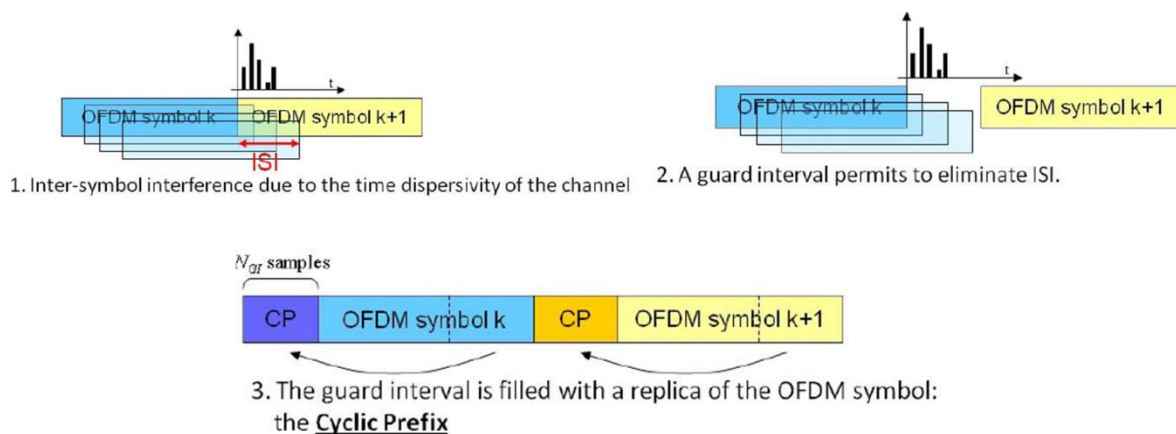 t
OFDM symbol k
OFDM symbol k+1
ISI
1. Inter-symbol interference due to the time dispersivity of the channel
t
OFDM symbol k
OFDM symbol k+1
2. A guard interval permits to eliminate ISI.
N_GI samples
CP OFDM symbol k CP OFDM symbol k+1
3. The guard interval is filled with a replica of the OFDM symbol:
the Cyclic Prefix